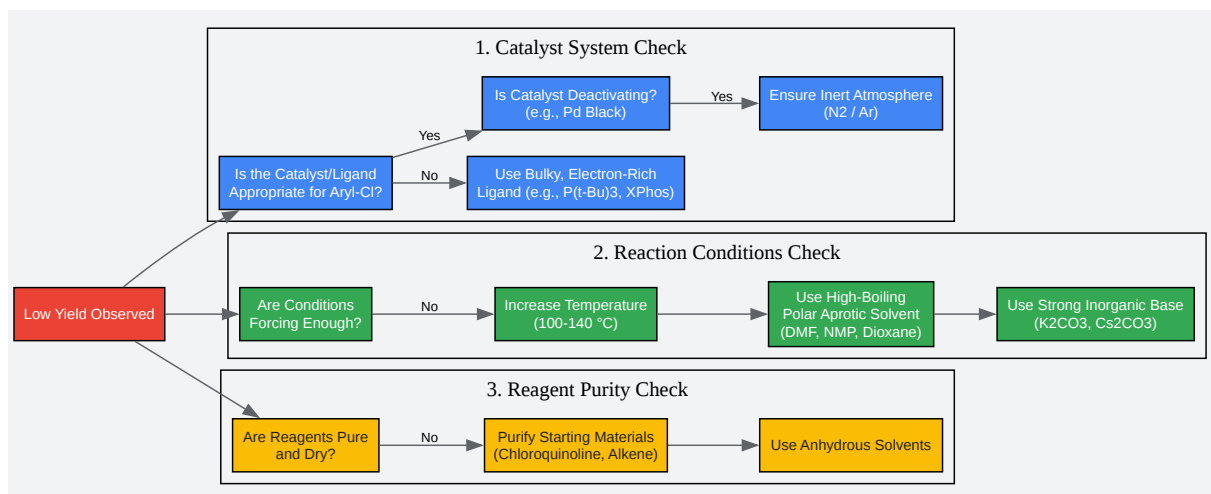 1. Catalyst System Check
Is Catalyst Deactivating?
(e.g., Pd Black)
Yes
Ensure Inert Atmosphere
(N2 / Ar)
Yes
Is the Catalyst/Ligand
Appropriate for Aryl-Cl?
No
Use Bulky, Electron-Rich
Ligand (e.g., P(t-Bu)3, XPhos)
2. Reaction Conditions Check
Low Yield Observed
Are Conditions
Forcing Enough?
No
Increase Temperature
(100-140 °C)
Use High-Boiling
Polar Aprotic Solvent
(DMF, NMP, Dioxane)
Use Strong Inorganic Base
(K2CO3, Cs2CO3)
3. Reagent Purity Check
Are Reagents Pure
and Dry?
No
Purify Starting Materials
(Chloroquinoline, Alkene)
Use Anhydrous Solvents